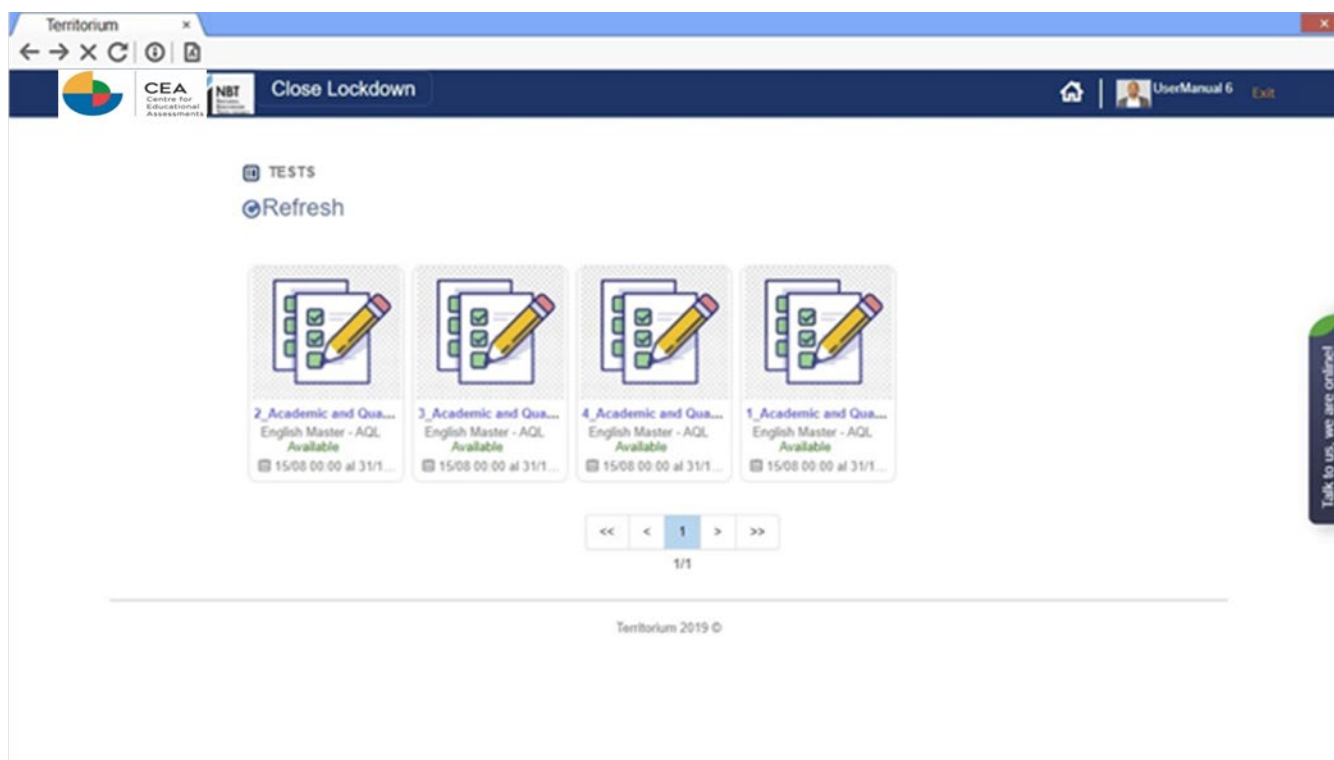 Territorium ×
CEA
Centre for
Educational
Assessments
NBT
Close Lockdown
UserManual 6
Exit
TESTS
Refresh
2_Academic and Qua...
English Master - AQL
Available
15/08 00:00 al 31/1...
3_Academic and Qua...
English Master - AQL
Available
15/08 00:00 al 31/1...
4_Academic and Qua...
English Master - AQL
Available
15/08 00:00 al 31/1...
1_Academic and Qua...
English Master - AQL
Available
15/08 00:00 al 31/1...
<< < 1 > >>
1/1
Territorium 2019 ©
Talk to us, we are online!